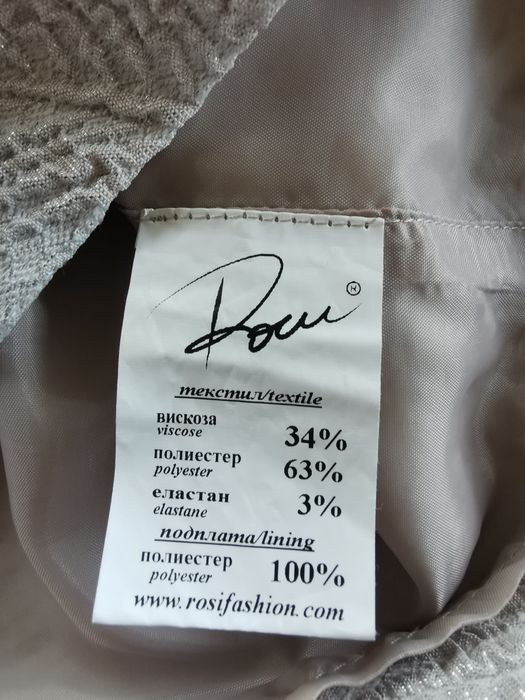 Роси ®
текстил/textile
вискоза
viscose 34%
полиестер
polyester 63%
еластан
elastane 3%
подплата/lining
полиестер
polyester 100%
www.rosifashion.com